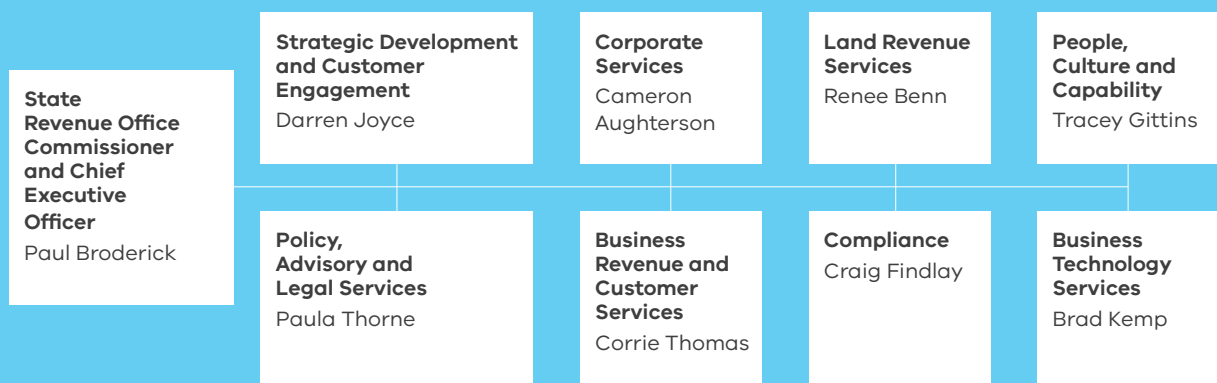 State
Revenue Office
Commissioner
and Chief
Executive
Officer
Paul Broderick
Strategic Development
and Customer
Engagement
Darren Joyce
Corporate
Services
Cameron
Aughterson
Land Revenue
Services
Renee Benn
People,
Culture and
Capability
Tracey Gittins
Policy,
Advisory and
Legal Services
Paula Thorne
Business
Revenue and
Customer
Services
Corrie Thomas
Compliance
Craig Findlay
Business
Technology
Services
Brad Kemp